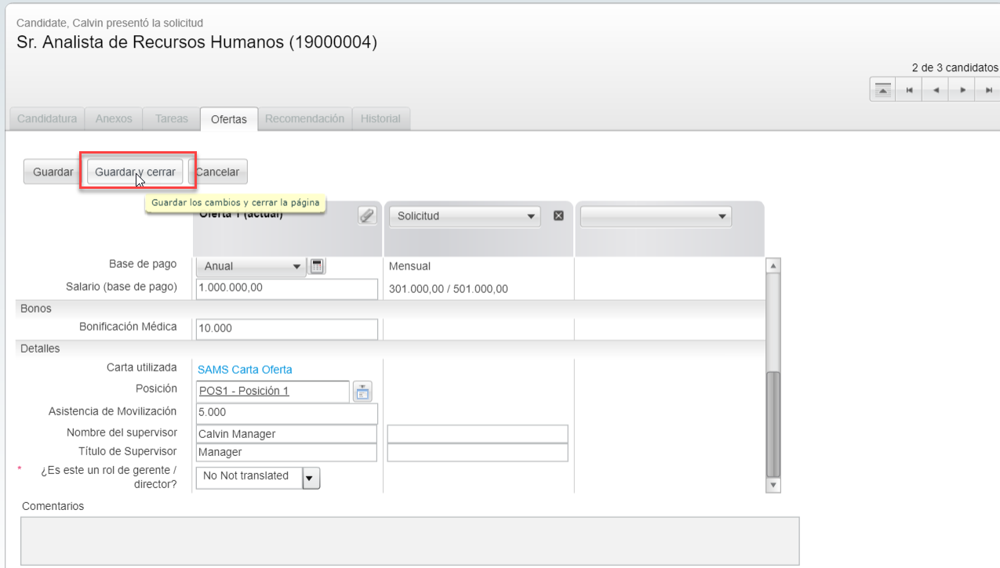 Candidate, Calvin presentó la solicitud
Sr. Analista de Recursos Humanos (19000004)
2 de 3 candidatos
Candidatura Anexos Tareas Ofertas Recomendación Historial
Guardar Guardar y cerrar Cancelar
Guardar los cambios y cerrar la página
Oferta 1 (actual) Solicitud
Base de pago Anual Mensual
Salario (base de pago) 1.000.000,00 301.000,00 / 501.000,00
Bonos
Bonificación Médica 10.000
Detalles
Carta utilizada SAMS Carta Oferta
Posición POS1 - Posición 1
Asistencia de Movilización 5.000
Nombre del supervisor Calvin Manager
Título de Supervisor Manager
* ¿Es este un rol de gerente / No Not translated
director?
Comentarios